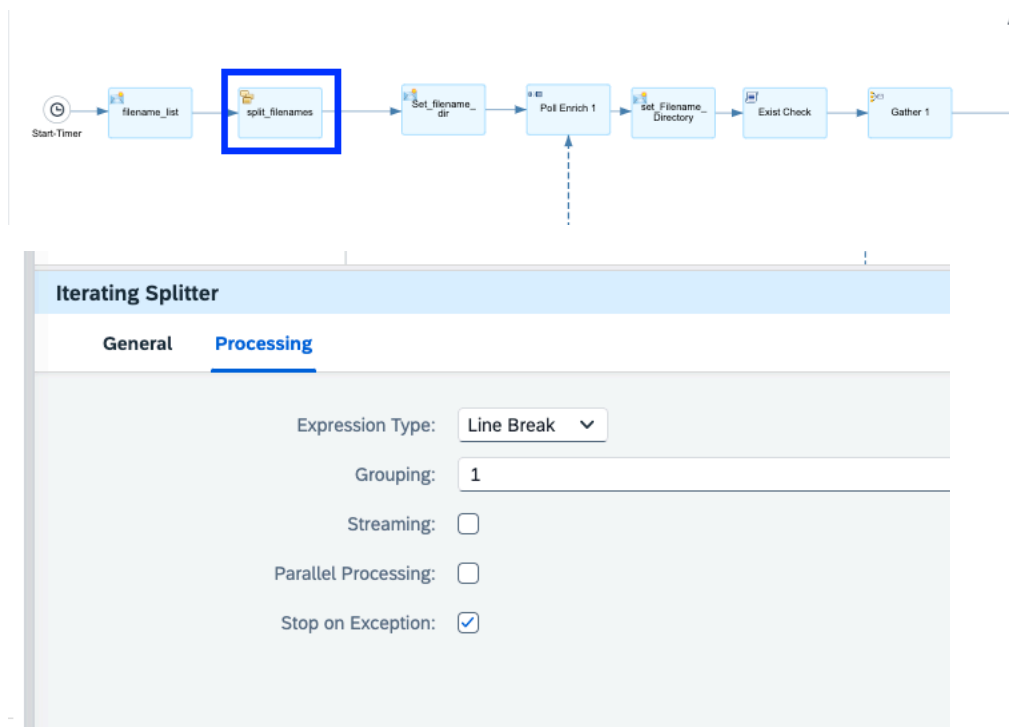 Start-Timer
filename_list
split_filenames
Set_filename_
dir
Poll Enrich 1
set_Filename_
Directory
Exist Check
Gather 1
Iterating Splitter
General
Processing
Expression Type: Line Break
Grouping: 1
Streaming:
Parallel Processing:
Stop on Exception: